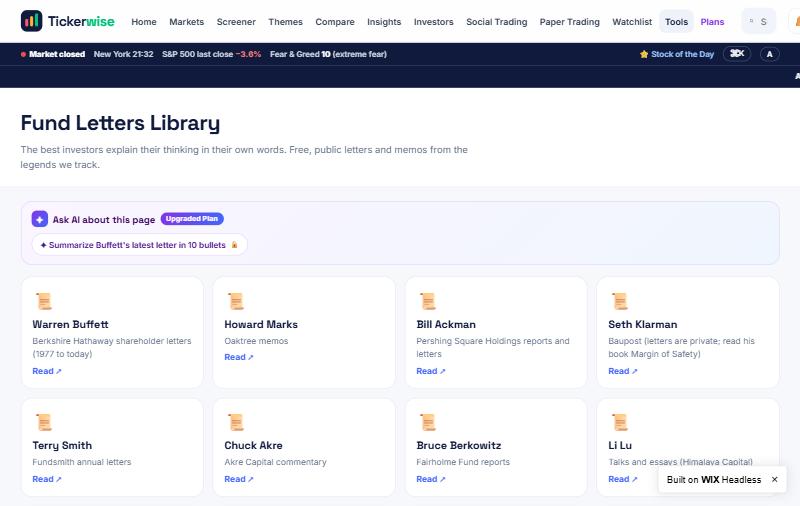 Tickerwise
Home Markets Screener Themes Compare Insights Investors Social Trading Paper Trading Watchlist Tools Plans S
Market closed New York 21:32 S&P 500 last close −3.6% Fear & Greed 10 (extreme fear) Stock of the Day A
Fund Letters Library
The best investors explain their thinking in their own words. Free, public letters and memos from the
legends we track.
Ask AI about this page Upgraded Plan
Summarize Buffett's latest letter in 10 bullets
Warren Buffett
Berkshire Hathaway shareholder letters
(1977 to today)
Read ↗
Howard Marks
Oaktree memos
Read ↗
Bill Ackman
Pershing Square Holdings reports and
letters
Read ↗
Seth Klarman
Baupost (letters are private; read his
book Margin of Safety)
Read ↗
Terry Smith
Fundsmith annual letters
Read ↗
Chuck Akre
Akre Capital commentary
Read ↗
Bruce Berkowitz
Fairholme Fund reports
Read ↗
Li Lu
Talks and essays (Himalaya Capital)
Read ↗
Built on WIX Headless ×